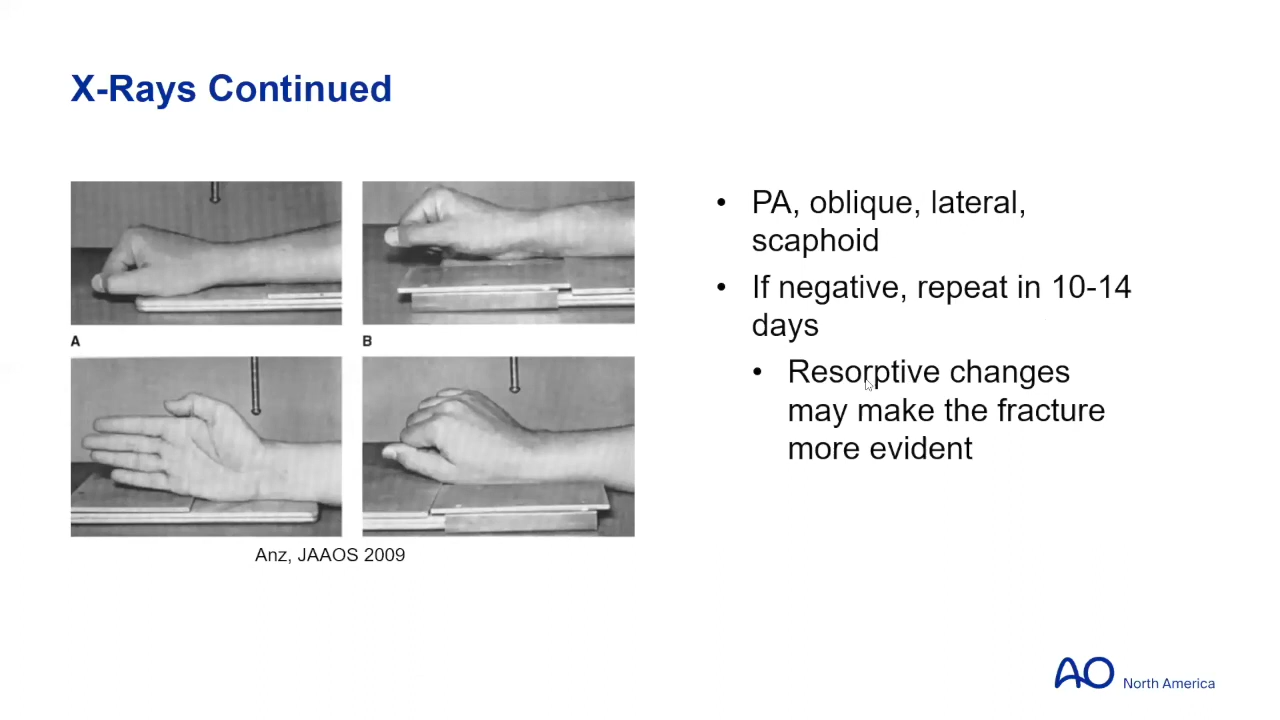 X-Rays Continued
A
B
Anz, JAAOS 2009
• PA, oblique, lateral,
scaphoid
• If negative, repeat in 10-14
days
• Resorptive changes
may make the fracture
more evident
AO North America